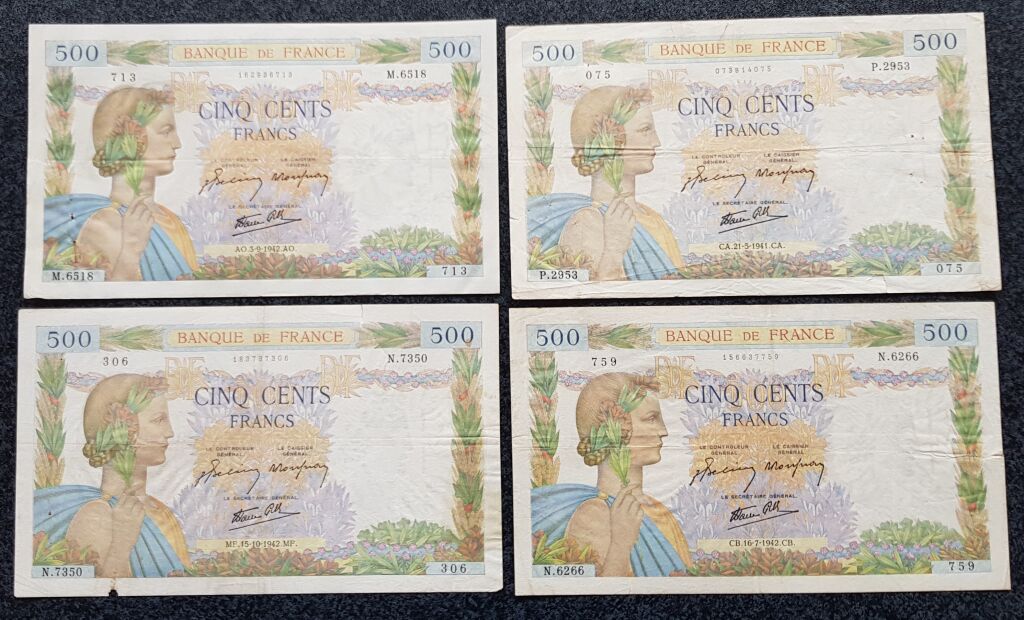 500 BANQUE DE FRANCE 500
713 162936713 M.6518
CINQ CENTS
FRANCS
LE CONTROLEUR GÉNÉRAL LE CAISSIER GÉNÉRAL
LE SECRÉTAIRE GÉNÉRAL
AO.3-9-1942.AO.
M.6518 713
500 BANQUE DE FRANCE 500
075 073814075 P.2953
CINQ CENTS
FRANCS
LE CONTROLEUR GÉNÉRAL LE CAISSIER GÉNÉRAL
LE SECRÉTAIRE GÉNÉRAL
CA.21-5-1941.CA.
P.2953 075
500 BANQUE DE FRANCE 500
306 183737306 N.7350
CINQ CENTS
FRANCS
LE CONTROLEUR GÉNÉRAL LE CAISSIER GÉNÉRAL
LE SECRÉTAIRE GÉNÉRAL
MF.15-10-1942.MF.
N.7350 306
500 BANQUE DE FRANCE 500
759 156637759 N.6266
CINQ CENTS
FRANCS
LE CONTROLEUR GÉNÉRAL LE CAISSIER GÉNÉRAL
LE SECRÉTAIRE GÉNÉRAL
CB.16-7-1942.CB.
N.6266 759